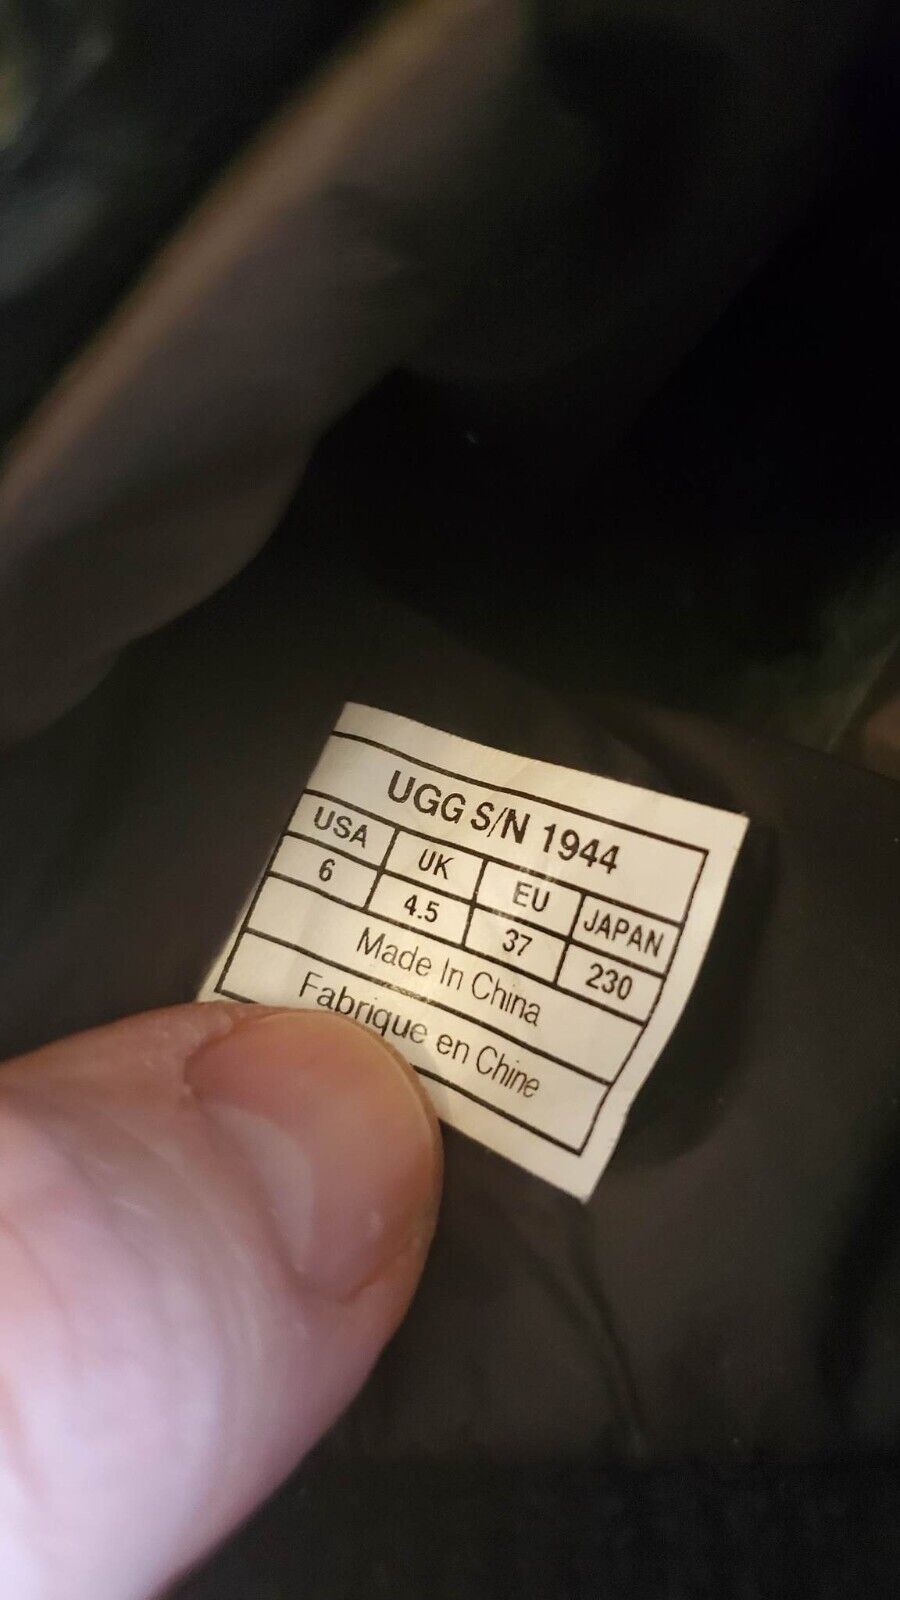 UGG S/N 1944
USA UK EU JAPAN
6 4.5 37 230
Made In China
Fabrique en Chine